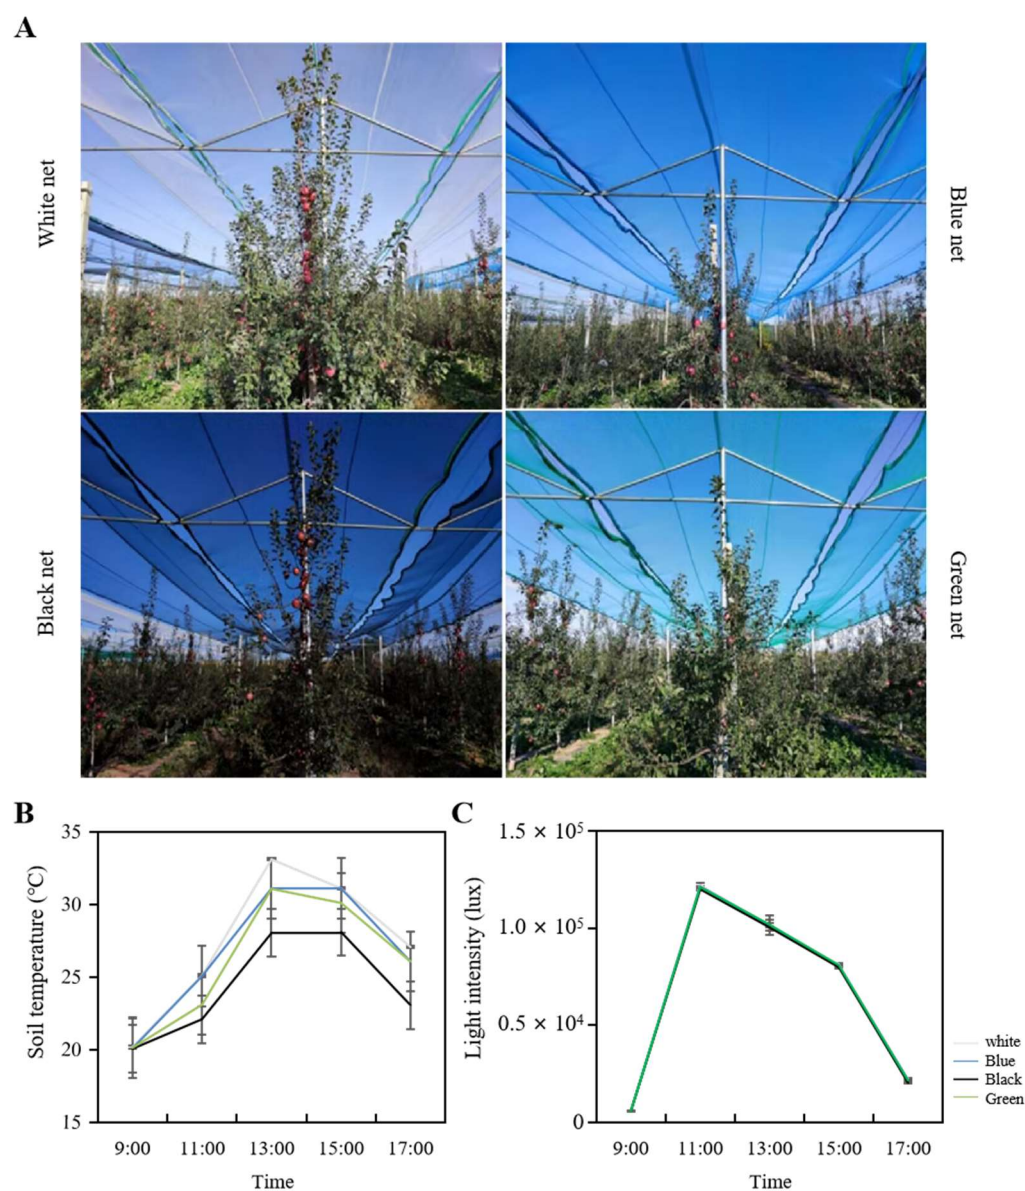 A
White net
Blue net
Black net
Green net
B
C
35
30
25
20
15
Soil temperature (℃)
9:00 11:00 13:00 15:00 17:00
Time
1.5 × 10⁵
1.0 × 10⁵
0.5 × 10⁴
0
Light intensity (lux)
9:00 11:00 13:00 15:00 17:00
Time
white
Blue
Black
Green